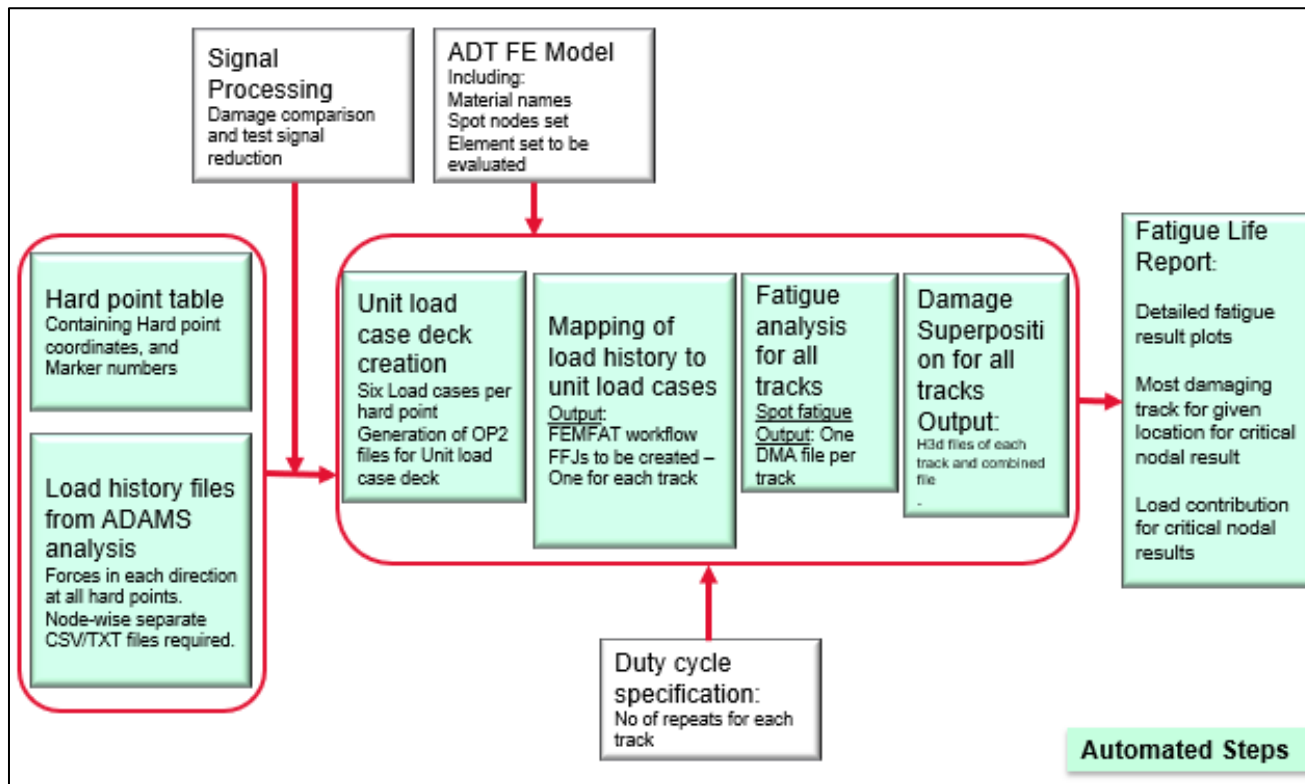 Signal
Processing
Damage comparison
and test signal
reduction
ADT FE Model
Including:
Material names
Spot nodes set
Element set to be
evaluated
Hard point table
Containing Hard point
coordinates, and
Marker numbers
Load history files
from ADAMS
analysis
Forces in each direction
at all hard points.
Node-wise separate
CSV/TXT files required.
Unit load
case deck
creation
Six Load cases per
hard point
Generation of OP2
files for Unit load
case deck
Mapping of
load history to
unit load cases
Output:
FEMFAT workflow
FFJs to be created –
One for each track
Fatigue
analysis
for all
tracks
Spot fatigue
Output: One
DMA file per
track
Damage
Superpositi
on for all
tracks
Output:
H3d files of each
track and combined
file
.
Fatigue Life
Report:
Detailed fatigue
result plots
Most damaging
track for given
location for critical
nodal result
Load contribution
for critical nodal
results
Duty cycle
specification:
No of repeats for each
track
Automated Steps